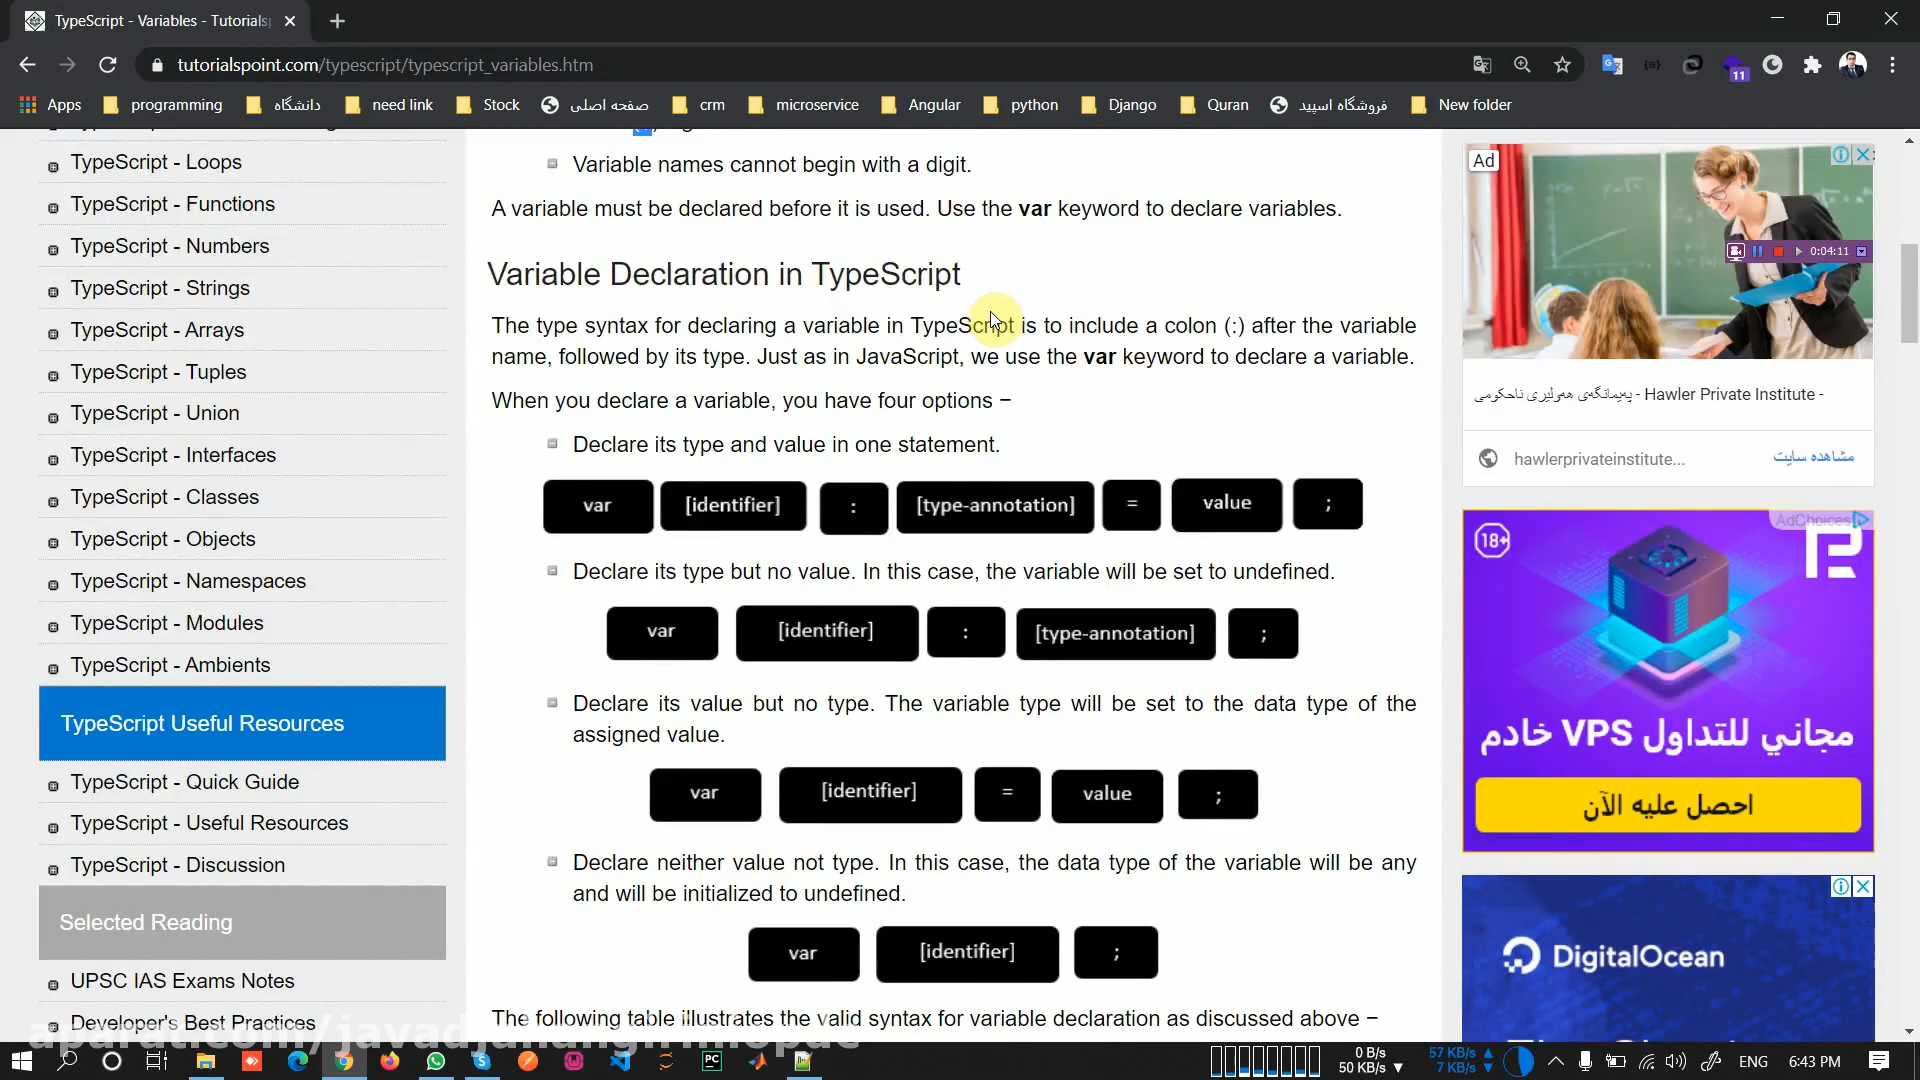 TypeScript - Variables - Tutorials
tutorialspoint.com/typescript/typescript_variables.htm
11
Apps
programming
دانشگاه
need link
Stock
صفحه اصلی
crm
microservice
Angular
python
Django
Quran
فروشگاه اسپید
New folder
TypeScript - Loops
TypeScript - Functions
TypeScript - Numbers
TypeScript - Strings
TypeScript - Arrays
TypeScript - Tuples
TypeScript - Union
TypeScript - Interfaces
TypeScript - Classes
TypeScript - Objects
TypeScript - Namespaces
TypeScript - Modules
TypeScript - Ambients
TypeScript Useful Resources
TypeScript - Quick Guide
TypeScript - Useful Resources
TypeScript - Discussion
Selected Reading
UPSC IAS Exams Notes
Developer's Best Practices
Variable names cannot begin with a digit.
A variable must be declared before it is used. Use the var keyword to declare variables.
Variable Declaration in TypeScript
The type syntax for declaring a variable in TypeScript is to include a colon (:) after the variable
name, followed by its type. Just as in JavaScript, we use the var keyword to declare a variable.
When you declare a variable, you have four options −
Declare its type and value in one statement.
var [identifier] : [type-annotation] = value ;
Declare its type but no value. In this case, the variable will be set to undefined.
var [identifier] : [type-annotation] ;
Declare its value but no type. The variable type will be set to the data type of the
assigned value.
var [identifier] = value ;
Declare neither value not type. In this case, the data type of the variable will be any
and will be initialized to undefined.
var [identifier] ;
The following table illustrates the valid syntax for variable declaration as discussed above −
Ad
0:04:11
پەیمانگەی هەولیری ناحکومی - Hawler Private Institute -
hawlerprivateinstitute...
مشاهده سایت
AdChoices
18+
مجاني للتداول VPS خادم
احصل عليه الآن
DigitalOcean
0 B/s
50 KB/s
57 KB/s
7 KB/s
ENG
6:43 PM